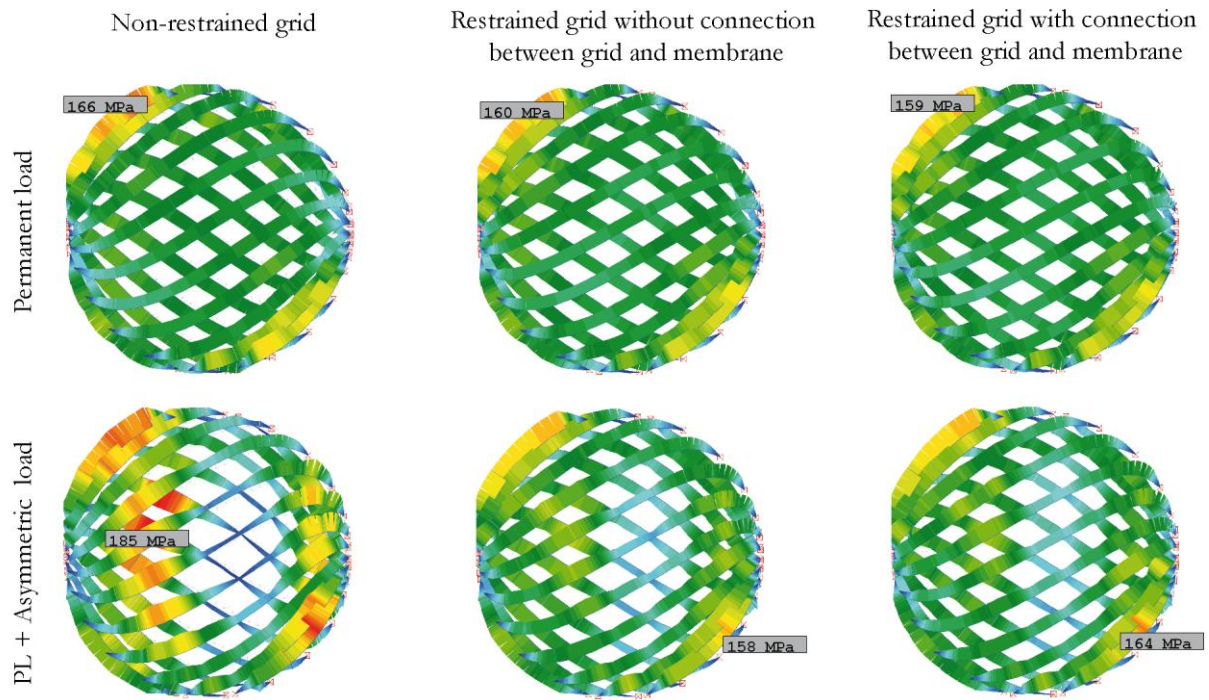 Non-restrained grid
Restrained grid without connection
between grid and membrane
Restrained grid with connection
between grid and membrane
Permanent load
166 MPa
160 MPa
159 MPa
PL + Asymmetric load
185 MPa
158 MPa
164 MPa